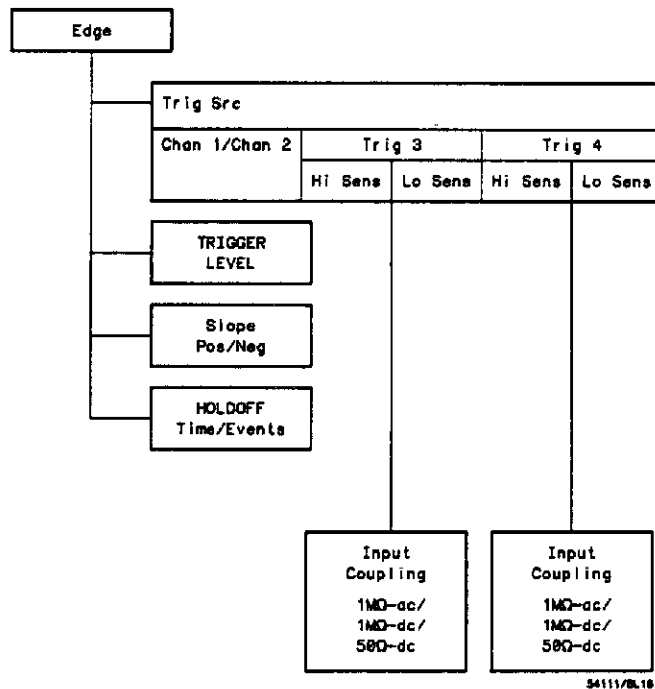 Edge
Trig Src
Chan 1/Chan 2
Trig 3
Trig 4
Hi Sens
Lo Sens
Hi Sens
Lo Sens
TRIGGER
LEVEL
Slope
Pos/Neg
HOLDOFF
Time/Events
Input
Coupling
1MΩ-ac/
1MΩ-dc/
50Ω-dc
Input
Coupling
1MΩ-ac/
1MΩ-dc/
50Ω-dc
54111/BL16